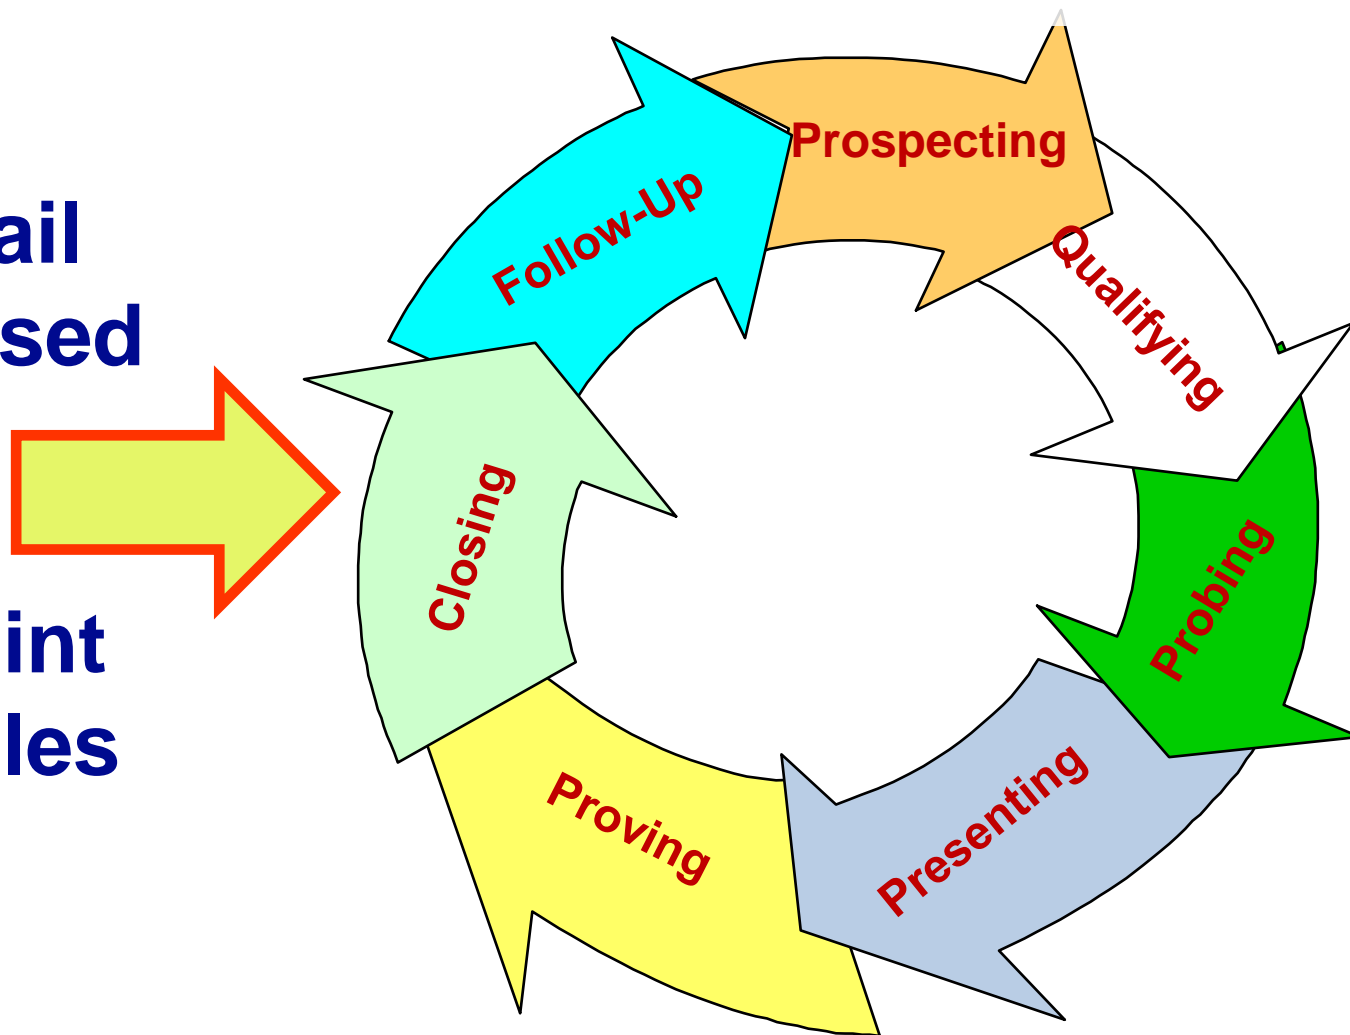 ail
sed
int
les
Prospecting
Qualifying
Probing
Presenting
Proving
Closing
Follow-Up